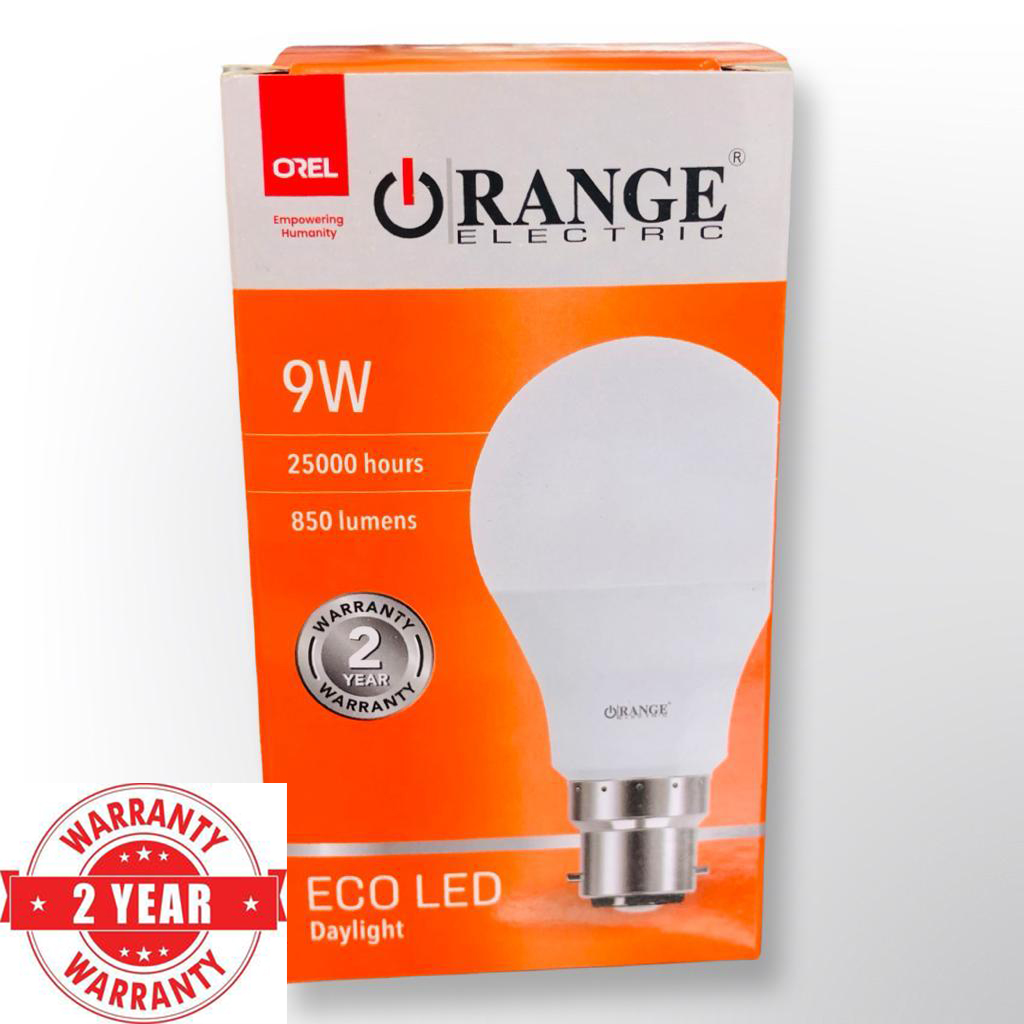 OREL
Empowering
Humanity
ORANGE®
ELECTRIC
9W
25000 hours
850 lumens
WARRANTY
2
YEAR
WARRANTY
ORANGE®
ELECTRIC
ECO LED
Daylight
WARRANTY
2 YEAR
WARRANTY